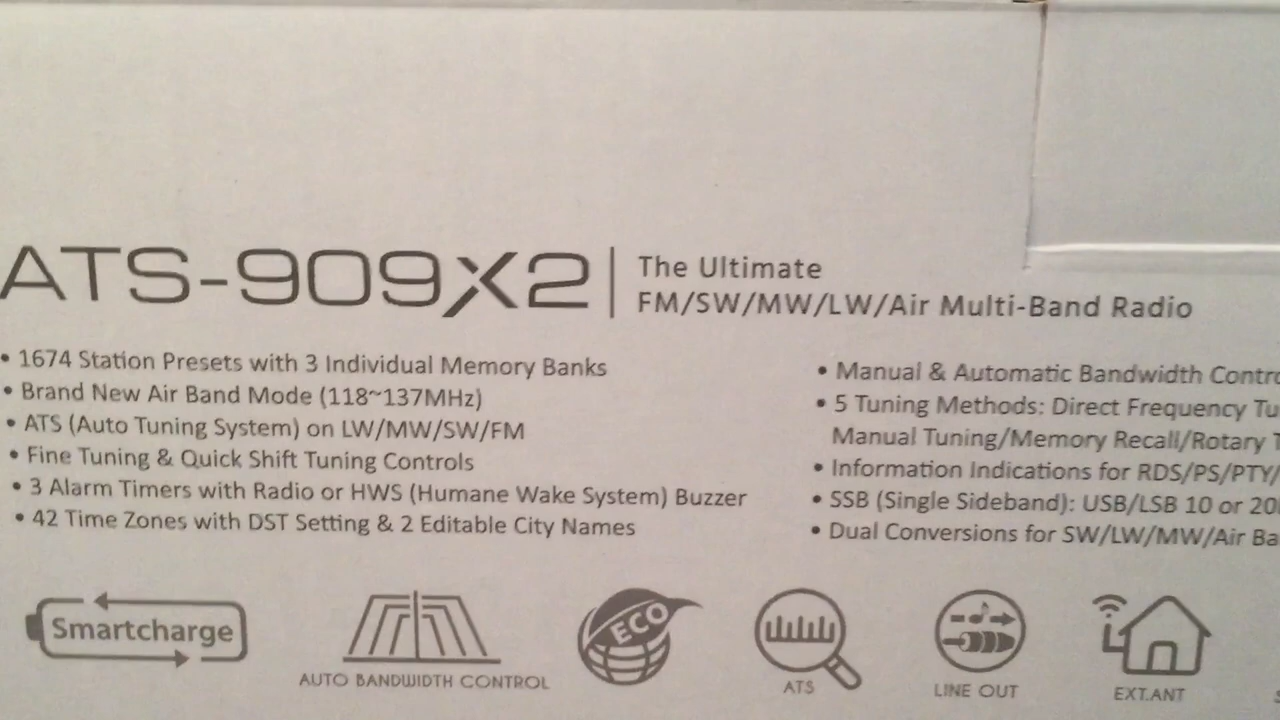 ATS-909X2
The Ultimate
FM/SW/MW/LW/Air Multi-Band Radio
• 1674 Station Presets with 3 Individual Memory Banks
• Brand New Air Band Mode (118~137MHz)
• ATS (Auto Tuning System) on LW/MW/SW/FM
• Fine Tuning & Quick Shift Tuning Controls
• 3 Alarm Timers with Radio or HWS (Humane Wake System) Buzzer
• 42 Time Zones with DST Setting & 2 Editable City Names
• Manual & Automatic Bandwidth Contro
• 5 Tuning Methods: Direct Frequency Tu
Manual Tuning/Memory Recall/Rotary T
• Information Indications for RDS/PS/PTY/
• SSB (Single Sideband): USB/LSB 10 or 20
• Dual Conversions for SW/LW/MW/Air Ba
Smartcharge
AUTO BANDWIDTH CONTROL
ECO
ATS
LINE OUT
EXT.ANT